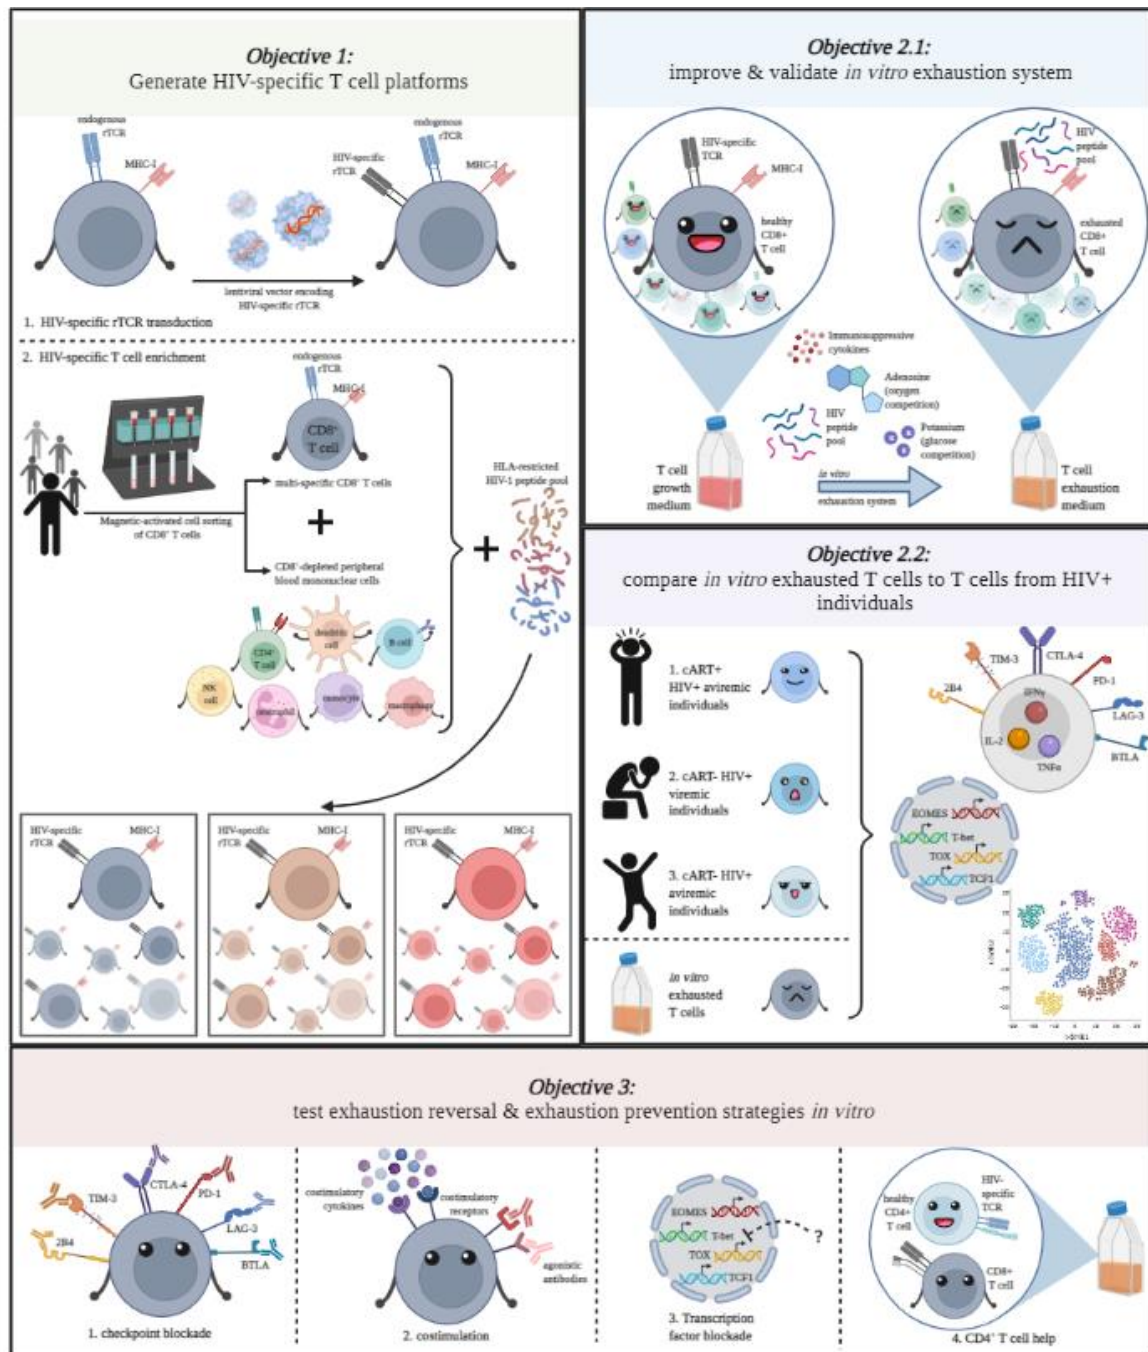 Objective 1:
Generate HIV-specific T cell platforms
endogenous
rTCR
MHC-I
HIV-specific
rTCR
endogenous
rTCR
MHC-I
lentiviral vector encoding
HIV-specific rTCR
1. HIV-specific rTCR transduction
2. HIV-specific T cell enrichment
endogenous
rTCR
MHC-I
CD8⁺
T cell
multi-specific CD8⁺ T cells
Magnetic-activated cell sorting
of CD8⁺ T cells
+
CD8⁺-depleted peripheral
blood mononuclear cells
CD4⁺
T cell
dendritic
cell
B cell
NK
cell
neutrophil
monocyte
macrophage
+
HLA-restricted
HIV-1 peptide pool
HIV-specific
rTCR
MHC-I
HIV-specific
rTCR
MHC-I
HIV-specific
rTCR
MHC-I
Objective 2.1:
improve & validate in vitro exhaustion system
HIV-specific
TCR
MHC-I
healthy
CD8+
T cell
HIV
peptide
pool
exhausted
CD8+
T cell
Immunosuppressive
cytokines
Adenosine
(oxygen
competition)
HIV
peptide
pool
Potassium
(glucose
competition)
T cell
growth
medium
in vitro
exhaustion system
T cell
exhaustion
medium
Objective 2.2:
compare in vitro exhausted T cells to T cells from HIV+
individuals
1. cART+
HIV+ aviremic
individuals
2. cART- HIV+
viremic
individuals
3. cART- HIV+
aviremic
individuals
in vitro
exhausted
T cells
CTLA-4
TIM-3
PD-1
2B4
LAG-3
BTLA
IFNγ
IL-2
TNFα
EOMES
T-bet
TOX
TCF1
Objective 3:
test exhaustion reversal & exhaustion prevention strategies in vitro
CTLA-4
TIM-3
PD-1
2B4
LAG-3
BTLA
1. checkpoint blockade
costimulatory
cytokines
costimulatory
receptors
agonistic
antibodies
2. costimulation
EOMES
T-bet
TOX
TCF1
?
3. Transcription
factor blockade
healthy
CD4+
T cell
HIV-
specific
TCR
CD8+
T cell
4. CD4⁺ T cell help